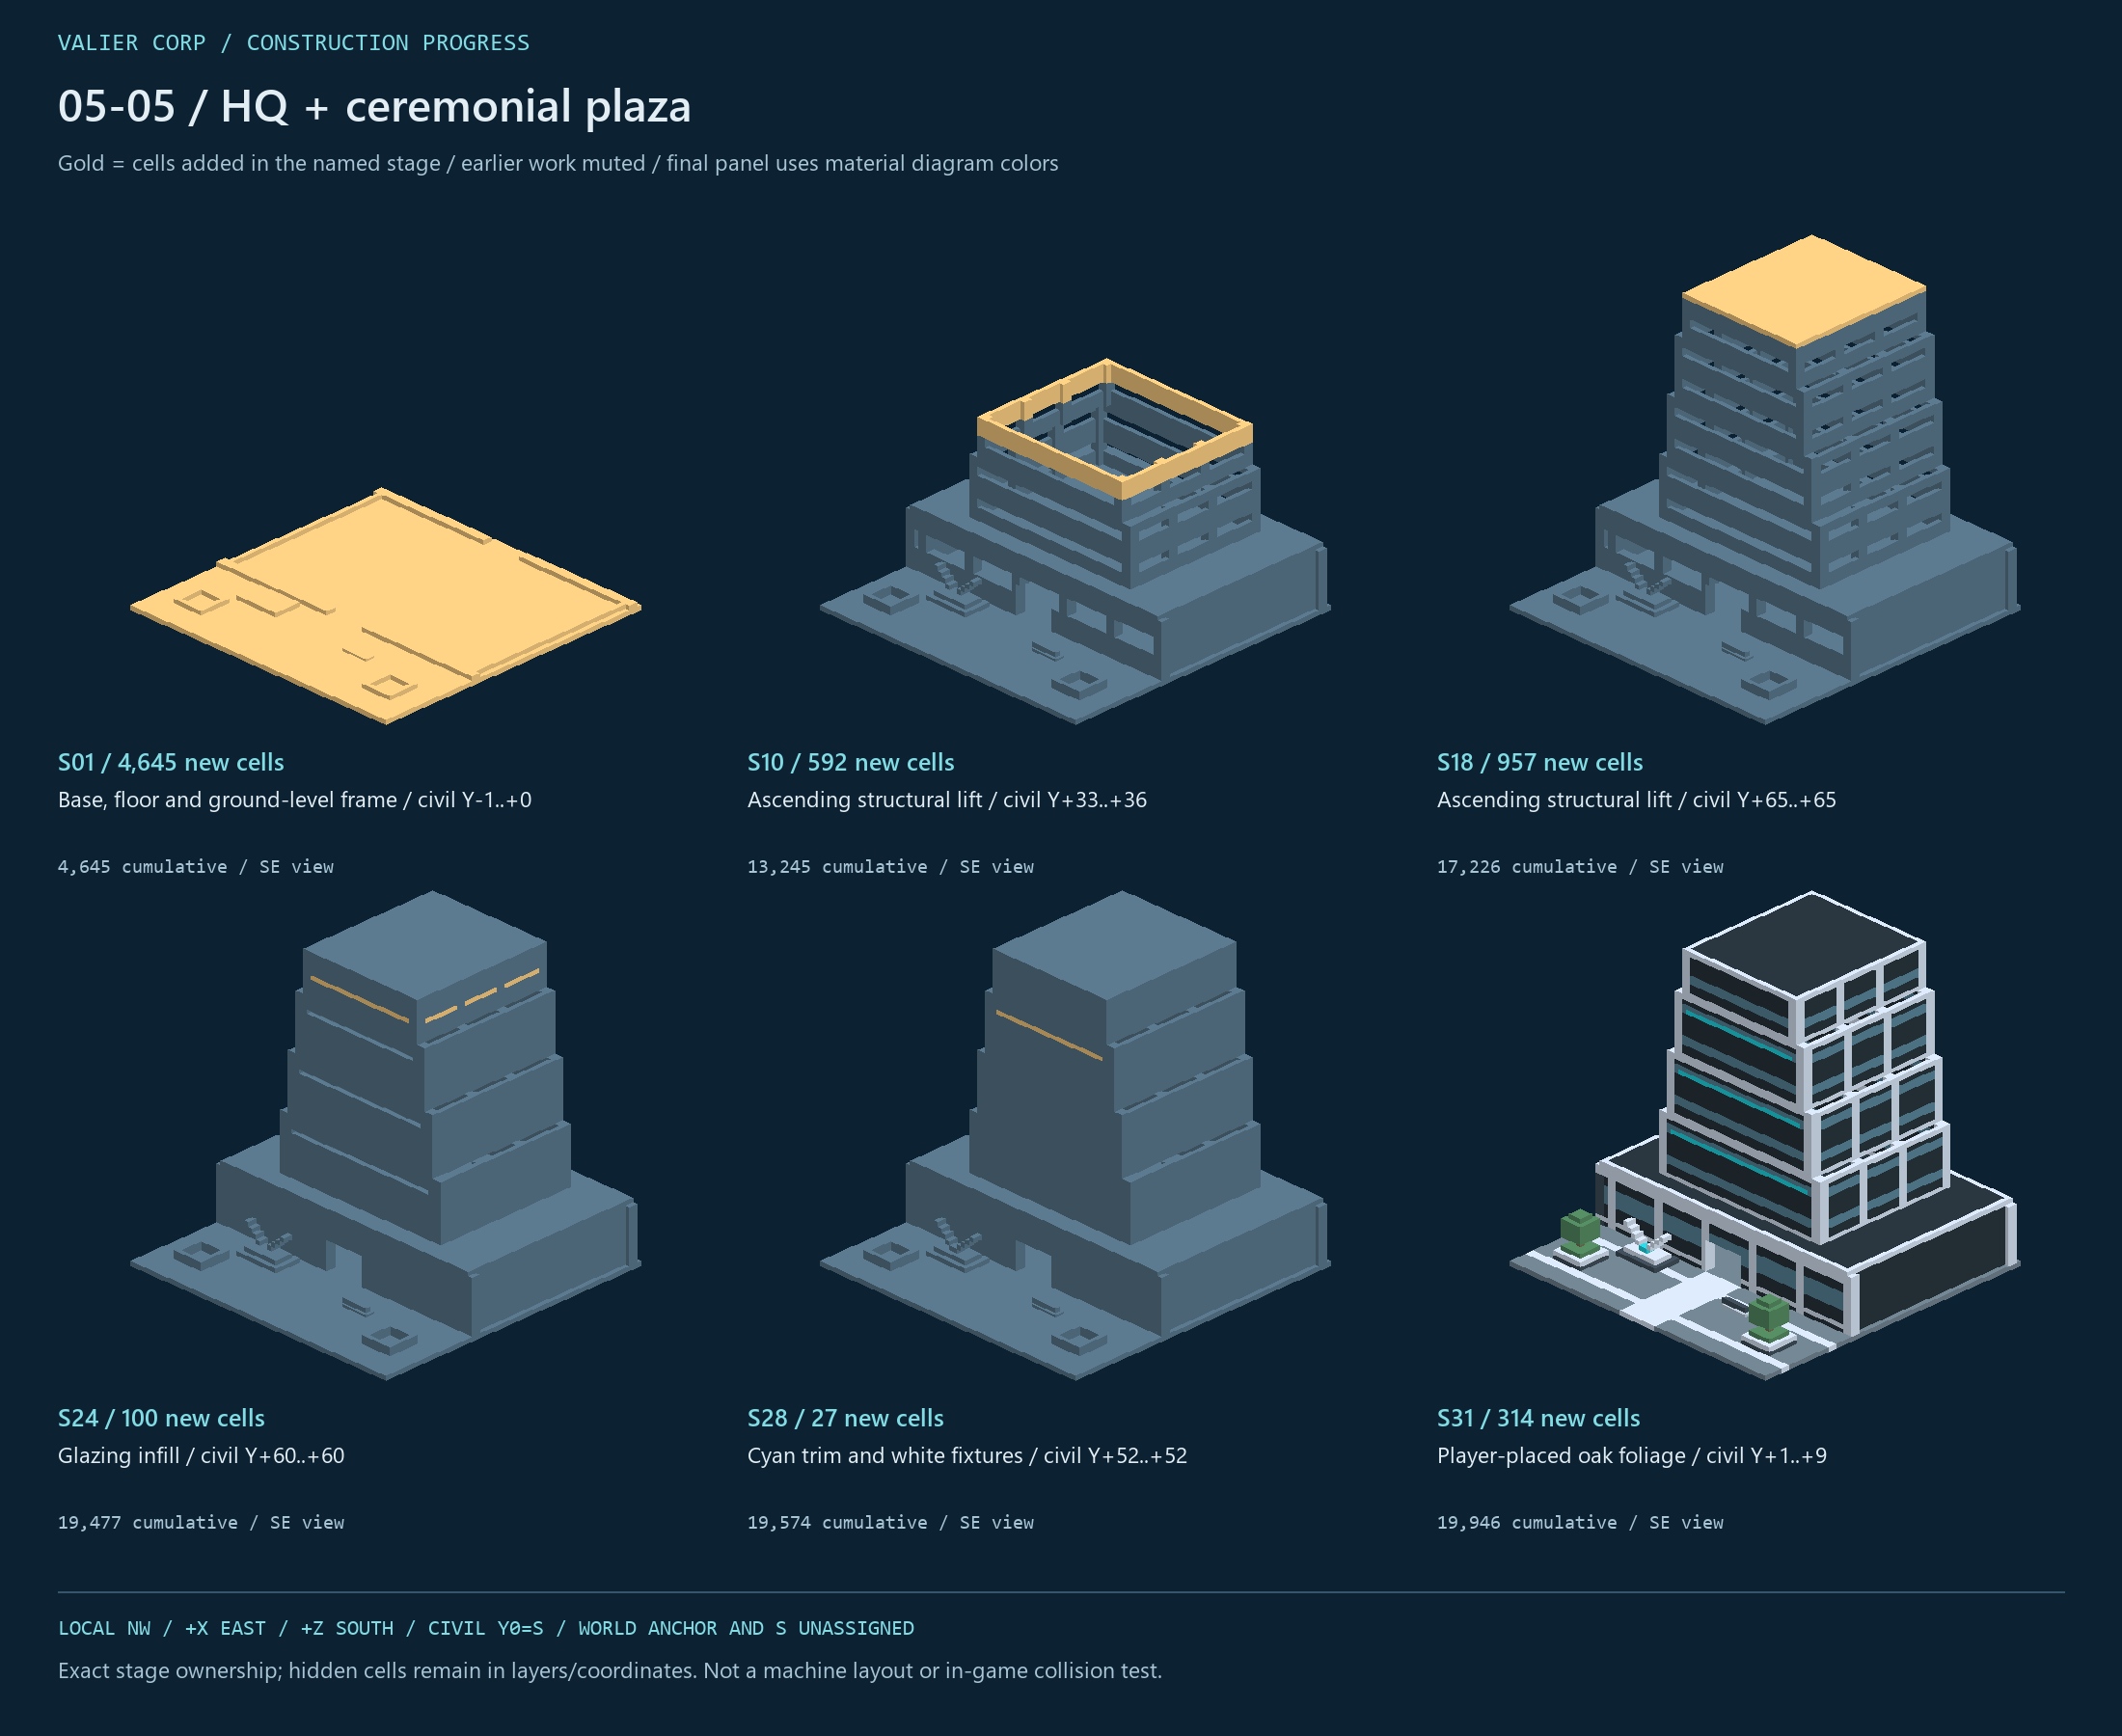 VALIER CORP / CONSTRUCTION PROGRESS
05-05 / HQ + ceremonial plaza
Gold = cells added in the named stage / earlier work muted / final panel uses material diagram colors
S01 / 4,645 new cells
Base, floor and ground-level frame / civil Y-1..+0
4,645 cumulative / SE view
S10 / 592 new cells
Ascending structural lift / civil Y+33..+36
13,245 cumulative / SE view
S18 / 957 new cells
Ascending structural lift / civil Y+65..+65
17,226 cumulative / SE view
S24 / 100 new cells
Glazing infill / civil Y+60..+60
19,477 cumulative / SE view
S28 / 27 new cells
Cyan trim and white fixtures / civil Y+52..+52
19,574 cumulative / SE view
S31 / 314 new cells
Player-placed oak foliage / civil Y+1..+9
19,946 cumulative / SE view
LOCAL NW / +X EAST / +Z SOUTH / CIVIL Y0=S / WORLD ANCHOR AND S UNASSIGNED
Exact stage ownership; hidden cells remain in layers/coordinates. Not a machine layout or in-game collision test.